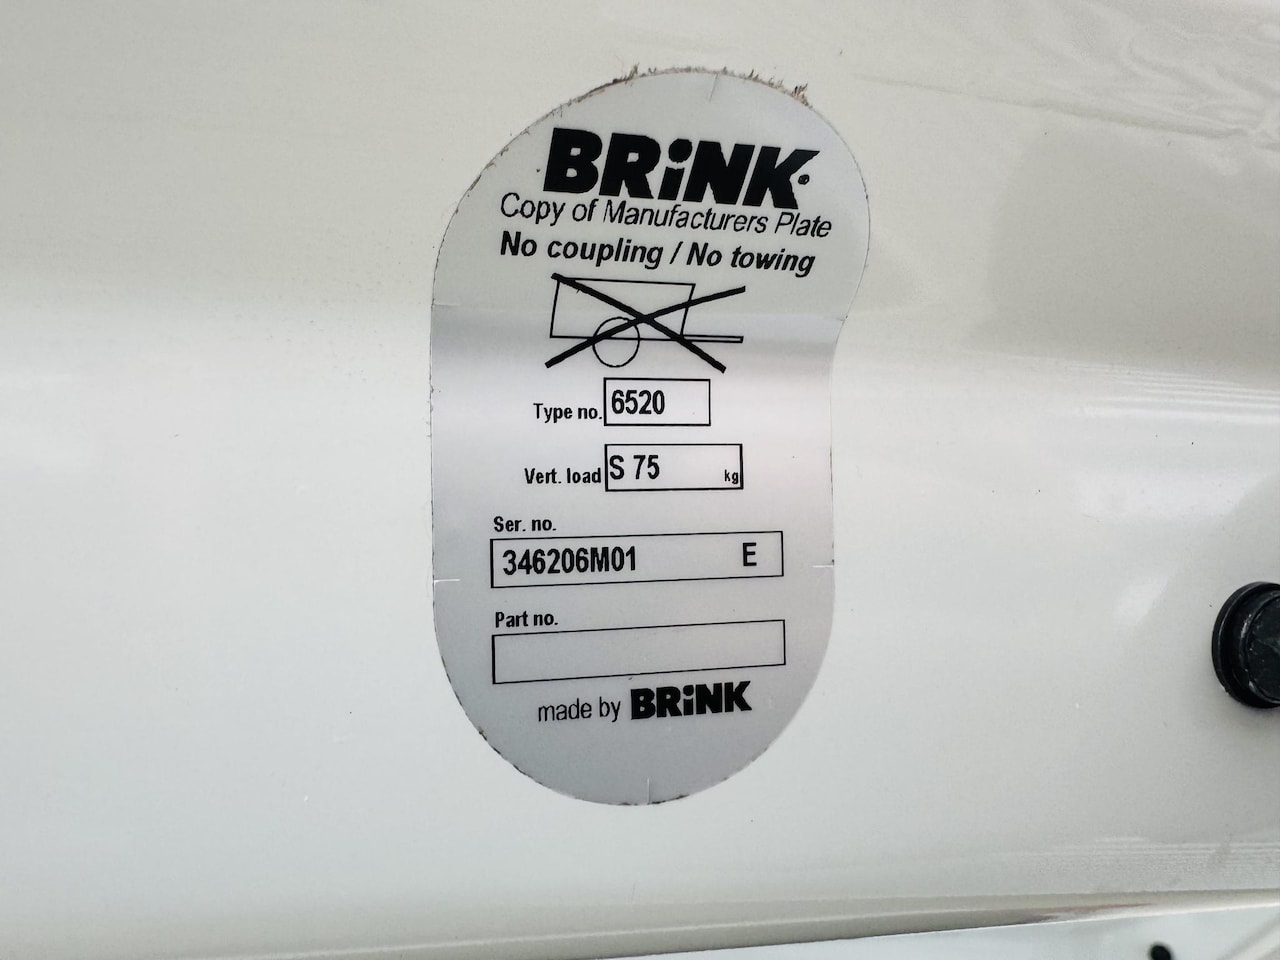 BRiNK
Copy of Manufacturers Plate
No coupling / No towing
Type no. 6520
Vert. load S 75 kg
Ser. no.
346206M01 E
Part no.
made by BRiNK